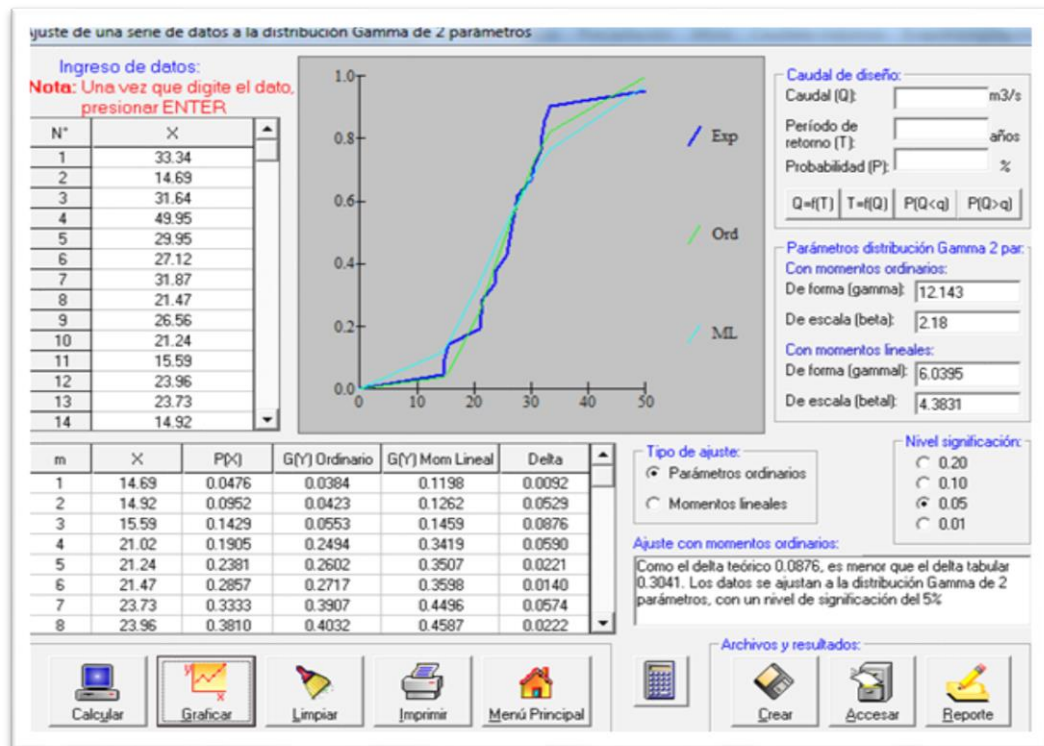 Ajuste de una serie de datos a la distribución Gamma de 2 parámetros
Ingreso de datos:
Nota: Una vez que digite el dato,
presionar ENTER
N° X
1 33.34
2 14.69
3 31.64
4 49.95
5 29.95
6 27.12
7 31.87
8 21.47
9 26.56
10 21.24
11 15.59
12 23.96
13 23.73
14 14.92
1.0
0.8
0.6
0.4
0.2
0.0
0 10 20 30 40 50
Exp
Ord
ML
Caudal de diseño:
Caudal (Q): m3/s
Período de
retorno (T): años
Probabilidad (P): %
Q=f(T) T=f(Q) P(Q<q) P(Q>q)
Parámetros distribución Gamma 2 par:
Con momentos ordinarios:
De forma (gamma): 12.143
De escala (beta): 2.18
Con momentos lineales:
De forma (gammal): 6.0395
De escala (betal): 4.3831
m X P(X) G(Y) Ordinario G(Y) Mom Lineal Delta
1 14.69 0.0476 0.0384 0.1198 0.0092
2 14.92 0.0952 0.0423 0.1262 0.0529
3 15.59 0.1429 0.0553 0.1459 0.0876
4 21.02 0.1905 0.2494 0.3419 0.0590
5 21.24 0.2381 0.2602 0.3507 0.0221
6 21.47 0.2857 0.2717 0.3598 0.0140
7 23.73 0.3333 0.3907 0.4496 0.0574
8 23.96 0.3810 0.4032 0.4587 0.0222
Tipo de ajuste:
Parámetros ordinarios
Momentos lineales
Nivel significación:
0.20
0.10
0.05
0.01
Ajuste con momentos ordinarios:
Como el delta teórico 0.0876, es menor que el delta tabular
0.3041. Los datos se ajustan a la distribución Gamma de 2
parámetros, con un nivel de significación del 5%
Calcular Graficar Limpiar Imprimir Menú Principal
Archivos y resultados:
Crear Accesar Reporte